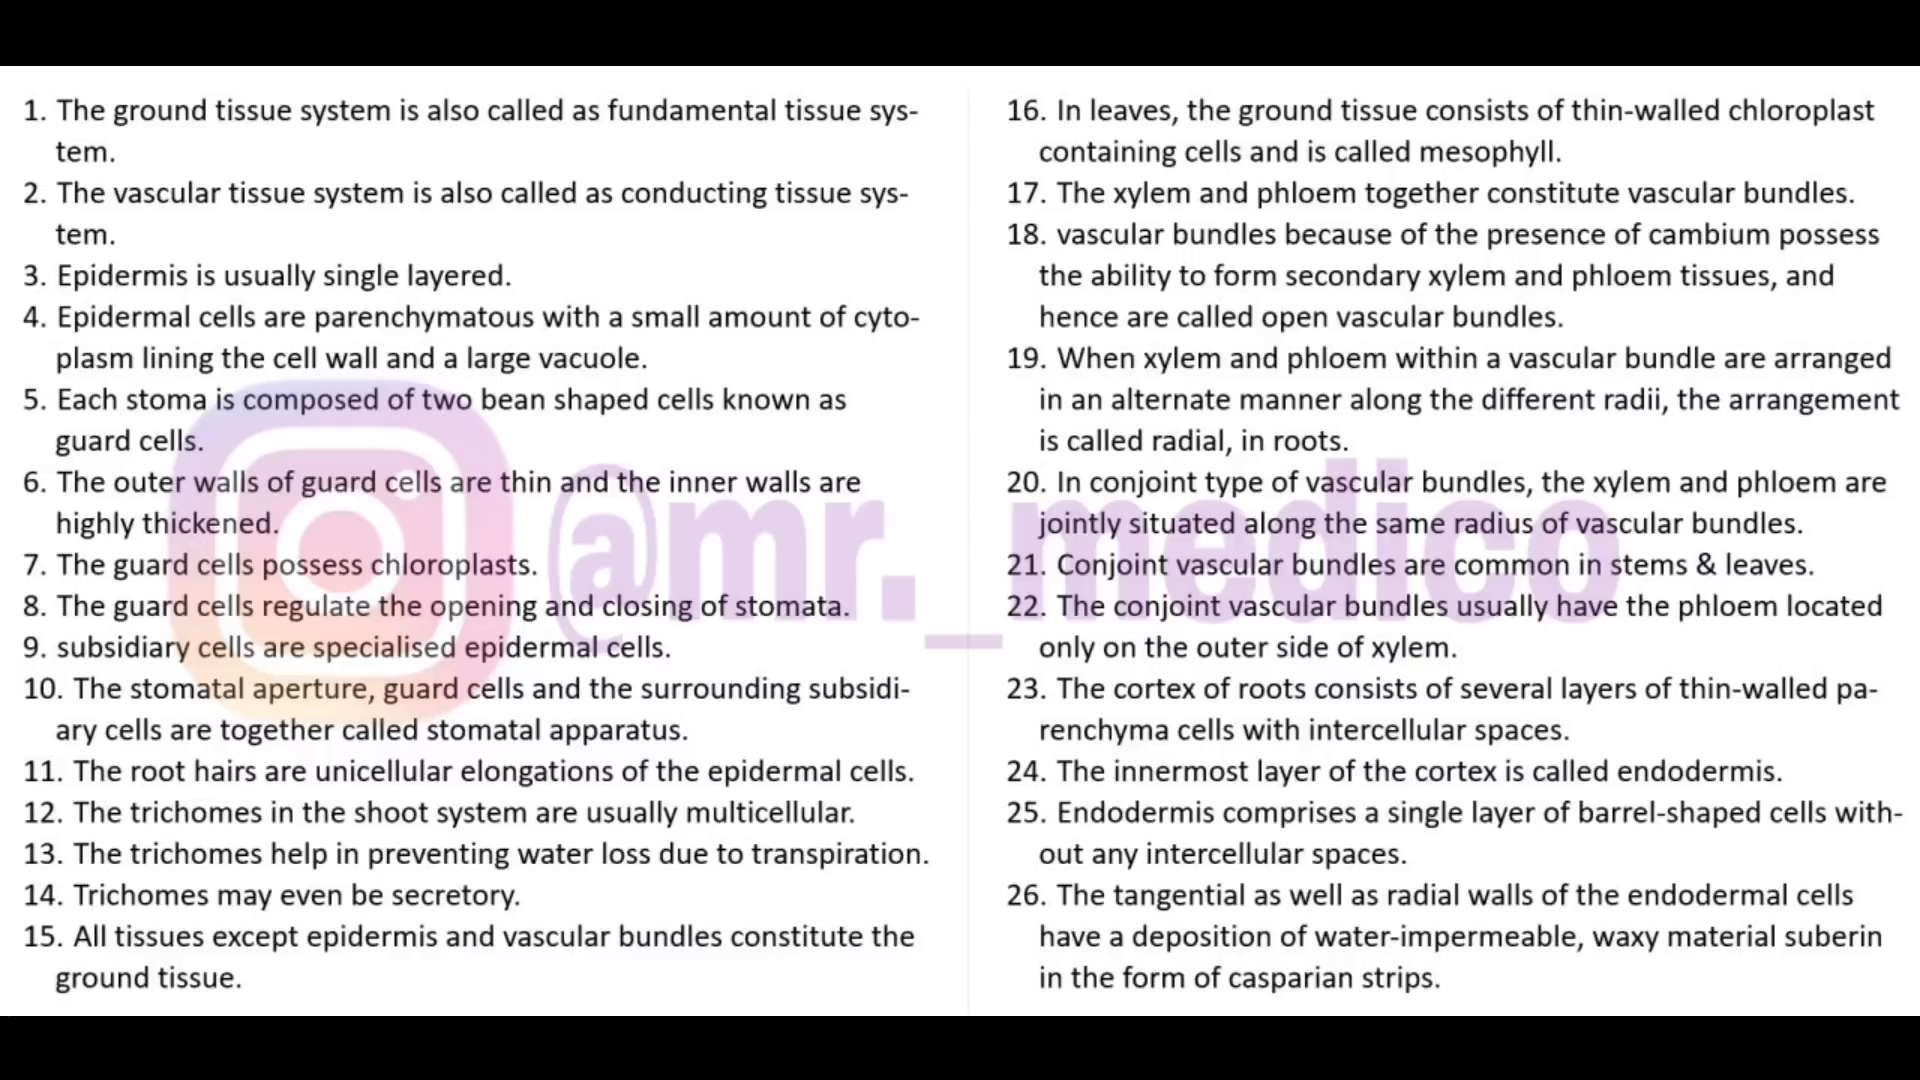 1. The ground tissue system is also called as fundamental tissue sys-
tem.
2. The vascular tissue system is also called as conducting tissue sys-
tem.
3. Epidermis is usually single layered.
4. Epidermal cells are parenchymatous with a small amount of cyto-
plasm lining the cell wall and a large vacuole.
5. Each stoma is composed of two bean shaped cells known as
guard cells.
6. The outer walls of guard cells are thin and the inner walls are
highly thickened.
7. The guard cells possess chloroplasts.
8. The guard cells regulate the opening and closing of stomata.
9. subsidiary cells are specialised epidermal cells.
10. The stomatal aperture, guard cells and the surrounding subsidi-
ary cells are together called stomatal apparatus.
11. The root hairs are unicellular elongations of the epidermal cells.
12. The trichomes in the shoot system are usually multicellular.
13. The trichomes help in preventing water loss due to transpiration.
14. Trichomes may even be secretory.
15. All tissues except epidermis and vascular bundles constitute the
ground tissue.
16. In leaves, the ground tissue consists of thin-walled chloroplast
containing cells and is called mesophyll.
17. The xylem and phloem together constitute vascular bundles.
18. vascular bundles because of the presence of cambium possess
the ability to form secondary xylem and phloem tissues, and
hence are called open vascular bundles.
19. When xylem and phloem within a vascular bundle are arranged
in an alternate manner along the different radii, the arrangement
is called radial, in roots.
20. In conjoint type of vascular bundles, the xylem and phloem are
jointly situated along the same radius of vascular bundles.
21. Conjoint vascular bundles are common in stems & leaves.
22. The conjoint vascular bundles usually have the phloem located
only on the outer side of xylem.
23. The cortex of roots consists of several layers of thin-walled pa-
renchyma cells with intercellular spaces.
24. The innermost layer of the cortex is called endodermis.
25. Endodermis comprises a single layer of barrel-shaped cells with-
out any intercellular spaces.
26. The tangential as well as radial walls of the endodermal cells
have a deposition of water-impermeable, waxy material suberin
in the form of casparian strips.
@mr._medico